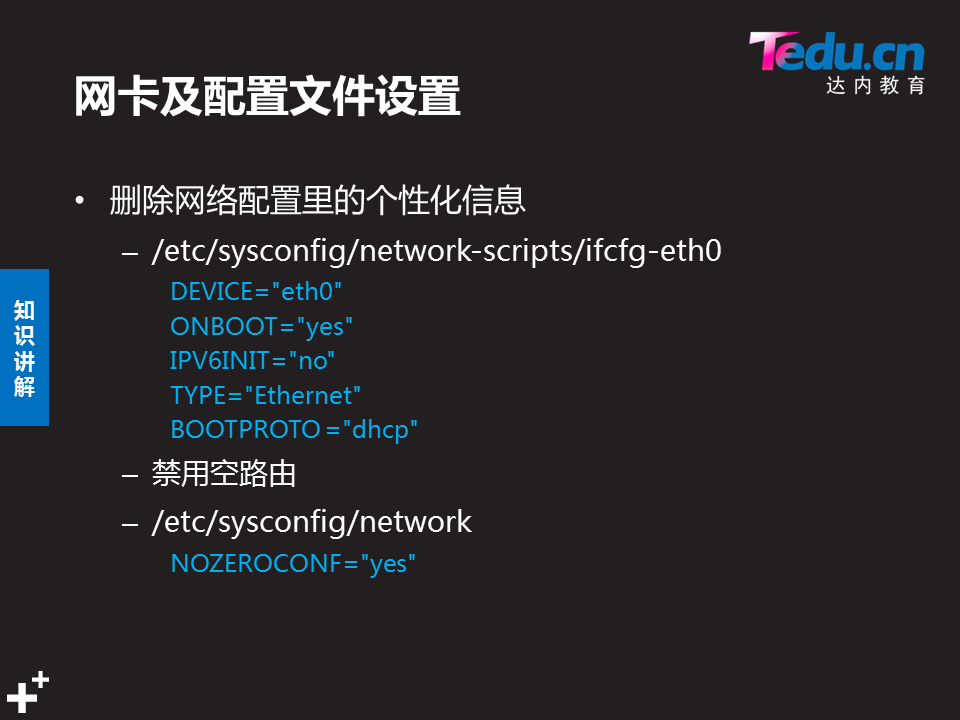 Tedu.cn
达内教育
网卡及配置文件设置
• 删除网络配置里的个性化信息
– /etc/sysconfig/network-scripts/ifcfg-eth0
DEVICE="eth0"
ONBOOT="yes"
IPV6INIT="no"
TYPE="Ethernet"
BOOTPROTO ="dhcp"
– 禁用空路由
– /etc/sysconfig/network
NOZEROCONF="yes"
知
识
讲
解